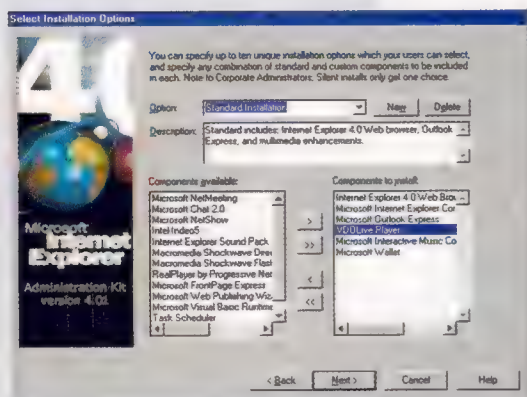 Select Installation Options
4.0
Microsoft
Internet
Explorer
Administration Kit
version 4.01
You can specify up to ten unique installation options which your users can select,
and specify any combination of standard and custom components to be included
in each. Note to Corporate Administrators: Silent installs only get one choice.
Option:
Standard Installation
New
Delete
Description:
Standard includes: Internet Explorer 4.0 Web browser, Outlook
Express, and multimedia enhancements.
Components available:
Microsoft NetMeeting
Microsoft Chat 2.0
Microsoft NetShow
Intel Indeo5
Internet Explorer Sound Pack
Macromedia Shockwave Direc
Macromedia Shockwave Flash
RealPlayer by Progressive Net
Microsoft FrontPage Express
Microsoft Web Publishing Wiz
Microsoft Visual Basic Runtime
Task Scheduler
>
>>
<
<<
Components to install:
Internet Explorer 4.0 Web Brow
Microsoft Internet Explorer Cor
Microsoft Outlook Express
VDOLive Player
Microsoft Interactive Music Co
Microsoft Wallet
< Back
Next >
Cancel
Help